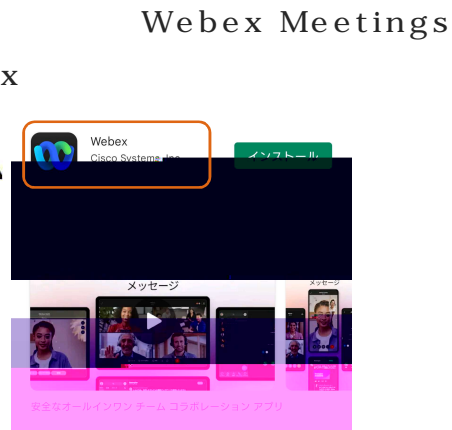 Webex Meetings
x
Webex
Cisco Systems, Inc.
インストール
メッセージ
メッセージ
安全なオールインワン チーム コラボレーション アプリ